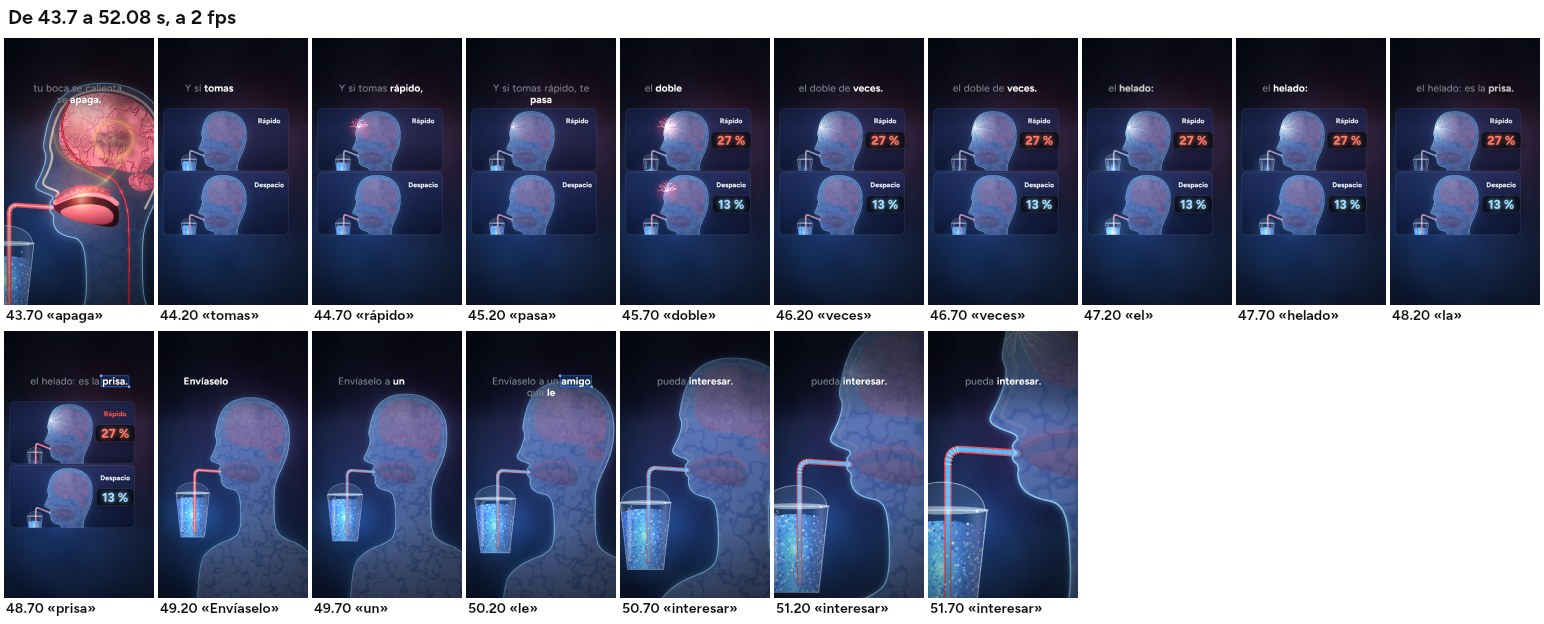 De 43.7 a 52.08 s, a 2 fps
tu boca se calienta,
se apaga.
43.70 «apaga»
Y si tomas
Rápido
Despacio
44.20 «tomas»
Y si tomas rápido,
Rápido
Despacio
44.70 «rápido»
Y si tomas rápido, te
pasa
Rápido
Despacio
45.20 «pasa»
el doble
Rápido
27 %
Despacio
13 %
45.70 «doble»
el doble de veces.
Rápido
27 %
Despacio
13 %
46.20 «veces»
el doble de veces.
Rápido
27 %
Despacio
13 %
46.70 «veces»
el helado:
Rápido
27 %
Despacio
13 %
47.20 «el»
el helado:
Rápido
27 %
Despacio
13 %
47.70 «helado»
el helado: es la prisa.
Rápido
27 %
Despacio
13 %
48.20 «la»
el helado: es la prisa.
Rápido
27 %
Despacio
13 %
48.70 «prisa»
Envíaselo
49.20 «Envíaselo»
Envíaselo a un
49.70 «un»
Envíaselo a un amigo
que le
50.20 «le»
pueda interesar.
50.70 «interesar»
pueda interesar.
51.20 «interesar»
pueda interesar.
51.70 «interesar»